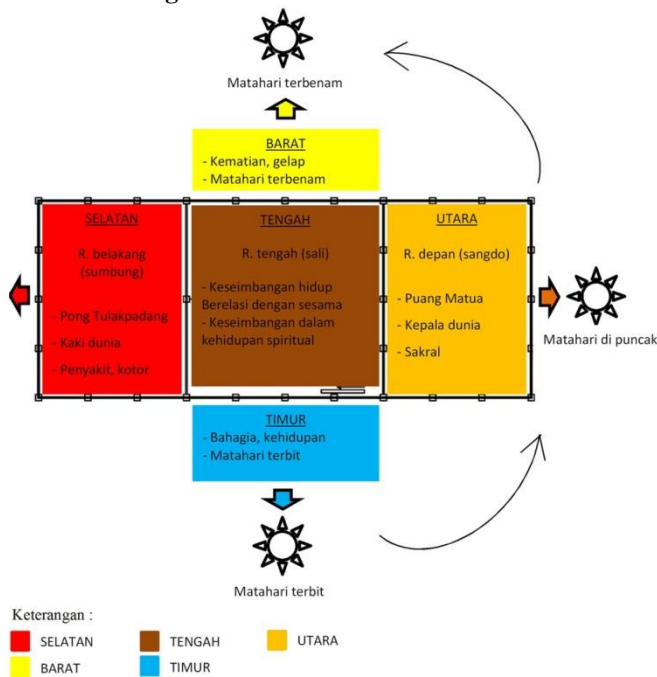 Matahari terbenam
BARAT
- Kematian, gelap
- Matahari terbenam
SELATAN
R. belakang
(sumbung)
- Pong Tulakpadang
- Kaki dunia
- Penyakit, kotor
TENGAH
R. tengah (sali)
- Keseimbangan hidup
Berelasi dengan sesama
- Keseimbangan dalam
kehidupan spiritual
UTARA
R. depan (sangdo)
- Puang Matua
- Kepala dunia
- Sakral
Matahari di puncak
TIMUR
- Bahagia, kehidupan
- Matahari terbit
Matahari terbit
Keterangan :
SELATAN
TENGAH
UTARA
BARAT
TIMUR